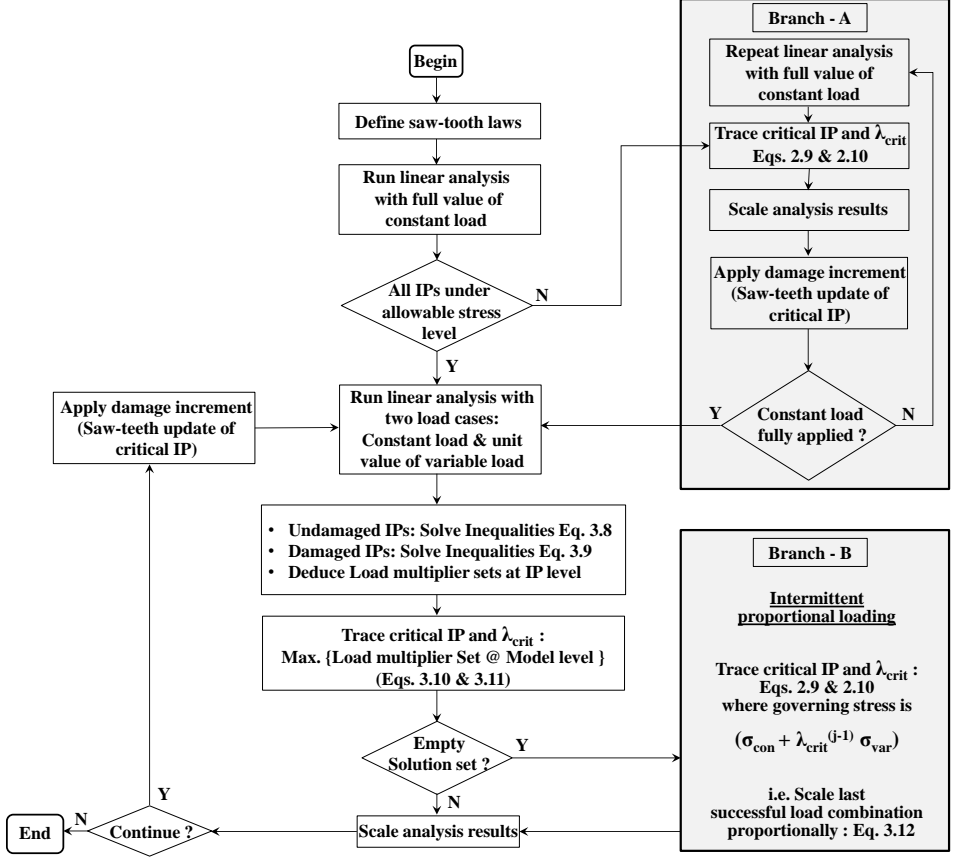 Begin
Define saw-tooth laws
Run linear analysis
with full value of
constant load
All IPs under
allowable stress
level
N
Y
Branch - A
Repeat linear analysis
with full value of
constant load
Trace critical IP and λcrit
Eqs. 2.9 & 2.10
Scale analysis results
Apply damage increment
(Saw-teeth update of
critical IP)
Constant load
fully applied ?
Y
N
Apply damage increment
(Saw-teeth update of
critical IP)
Run linear analysis with
two load cases:
Constant load & unit
value of variable load
• Undamaged IPs: Solve Inequalities Eq. 3.8
• Damaged IPs: Solve Inequalities Eq. 3.9
• Deduce Load multiplier sets at IP level
Trace critical IP and λcrit :
Max. {Load multiplier Set @ Model level }
(Eqs. 3.10 & 3.11)
Empty
Solution set ?
Y
N
Branch - B
Intermittent
proportional loading
Trace critical IP and λcrit :
Eqs. 2.9 & 2.10
where governing stress is
(σcon + λcrit(j-1) σvar)
i.e. Scale last
successful load combination
proportionally : Eq. 3.12
Scale analysis results
Continue ?
Y
N
End